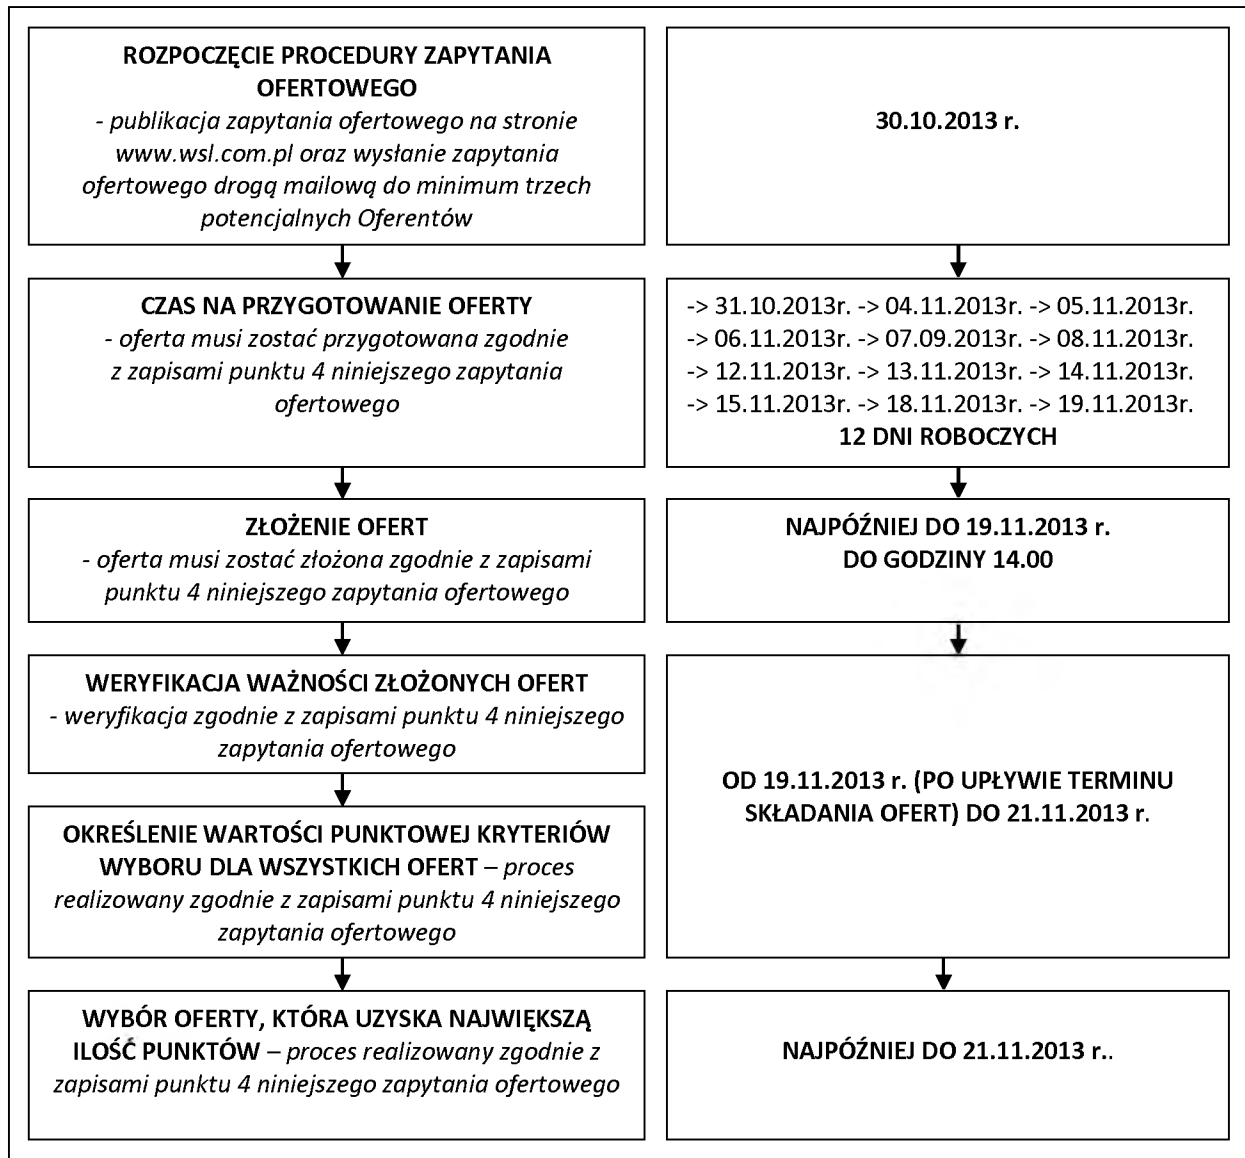 ROZPOCZĘCIE PROCEDURY ZAPYTANIA
OFERTOWEGO
- publikacja zapytania ofertowego na stronie
www.wsl.com.pl oraz wysłanie zapytania
ofertowego drogą mailową do minimum trzech
potencjalnych Oferentów
30.10.2013 r.
CZAS NA PRZYGOTOWANIE OFERTY
- oferta musi zostać przygotowana zgodnie
z zapisami punktu 4 niniejszego zapytania
ofertowego
-> 31.10.2013r. -> 04.11.2013r. -> 05.11.2013r.
-> 06.11.2013r. -> 07.09.2013r. -> 08.11.2013r.
-> 12.11.2013r. -> 13.11.2013r. -> 14.11.2013r.
-> 15.11.2013r. -> 18.11.2013r. -> 19.11.2013r.
12 DNI ROBOCZYCH
ZŁOŻENIE OFERT
- oferta musi zostać złożona zgodnie z zapisami
punktu 4 niniejszego zapytania ofertowego
NAJPÓŹNIEJ DO 19.11.2013 r.
DO GODZINY 14.00
WERYFIKACJA WAŻNOŚCI ZŁOŻONYCH OFERT
- weryfikacja zgodnie z zapisami punktu 4 niniejszego
zapytania ofertowego
OKREŚLENIE WARTOŚCI PUNKTOWEJ KRYTERIÓW
WYBORU DLA WSZYSTKICH OFERT – proces
realizowany zgodnie z zapisami punktu 4 niniejszego
zapytania ofertowego
OD 19.11.2013 r. (PO UPŁYWIE TERMINU
SKŁADANIA OFERT) DO 21.11.2013 r.
WYBÓR OFERTY, KTÓRA UZYSKA NAJWIĘKSZĄ
ILOŚĆ PUNKTÓW – proces realizowany zgodnie z
zapisami punktu 4 niniejszego zapytania ofertowego
NAJPÓŹNIEJ DO 21.11.2013 r..